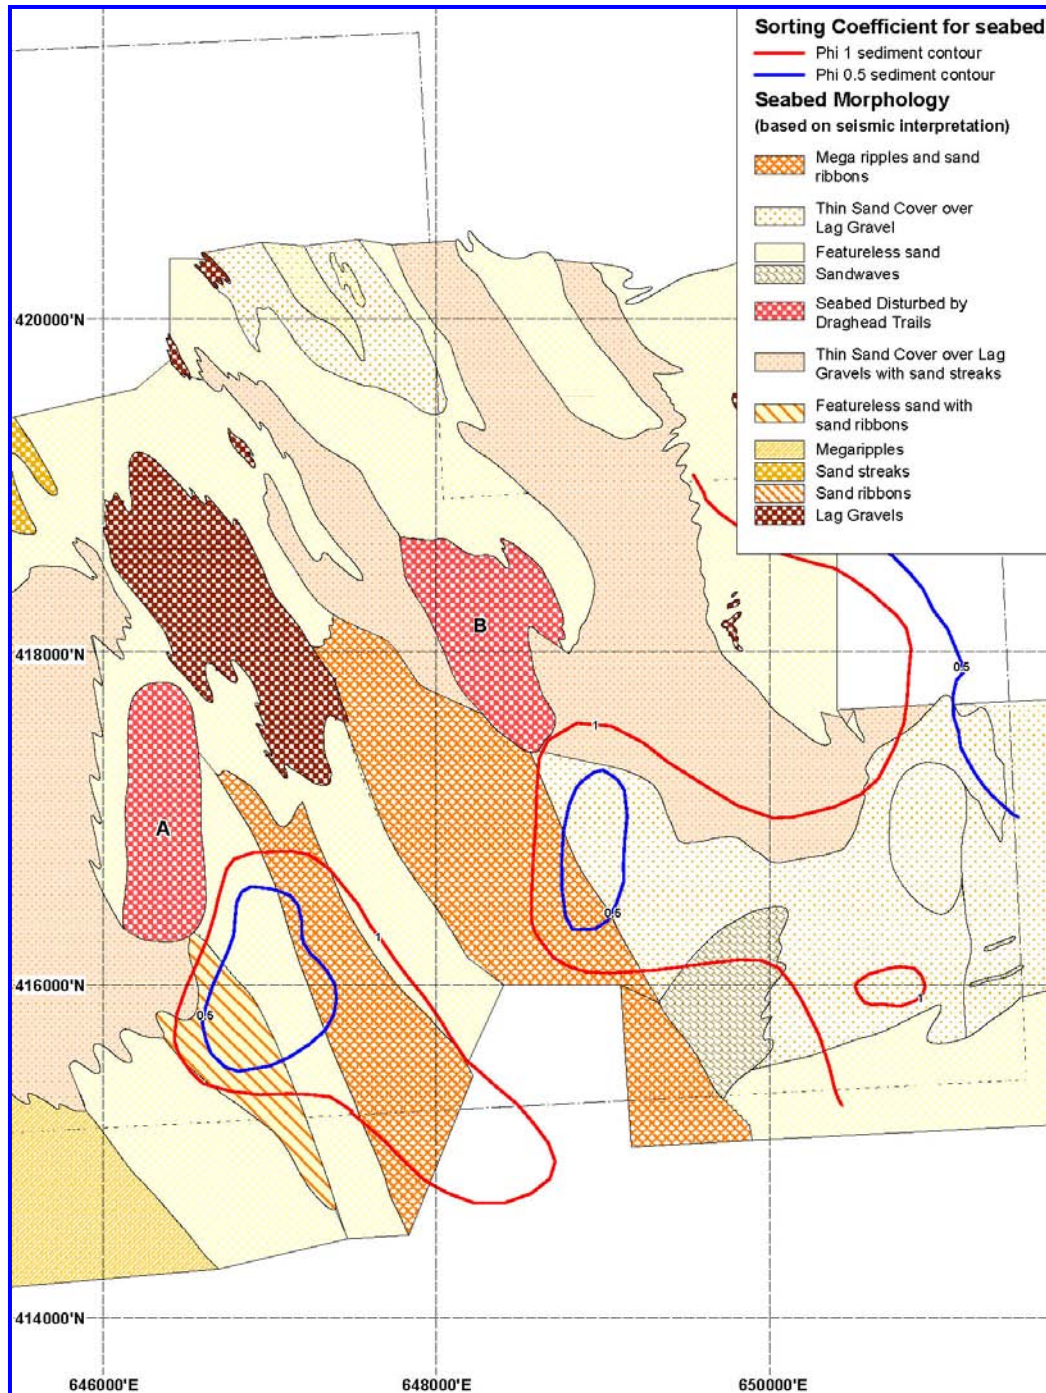 Sorting Coefficient for seabed
Phi 1 sediment contour
Phi 0.5 sediment contour
Seabed Morphology
(based on seismic interpretation)
Mega ripples and sand
ribbons
Thin Sand Cover over
Lag Gravel
Featureless sand
Sandwaves
Seabed Disturbed by
Draghead Trails
Thin Sand Cover over Lag
Gravels with sand streaks
Featureless sand with
sand ribbons
Megaripples
Sand streaks
Sand ribbons
Lag Gravels
420000'N
B
418000'N
0.5
1
A
0.5
1
416000'N
1
0.5
414000'N
646000'E
648000'E
650000'E